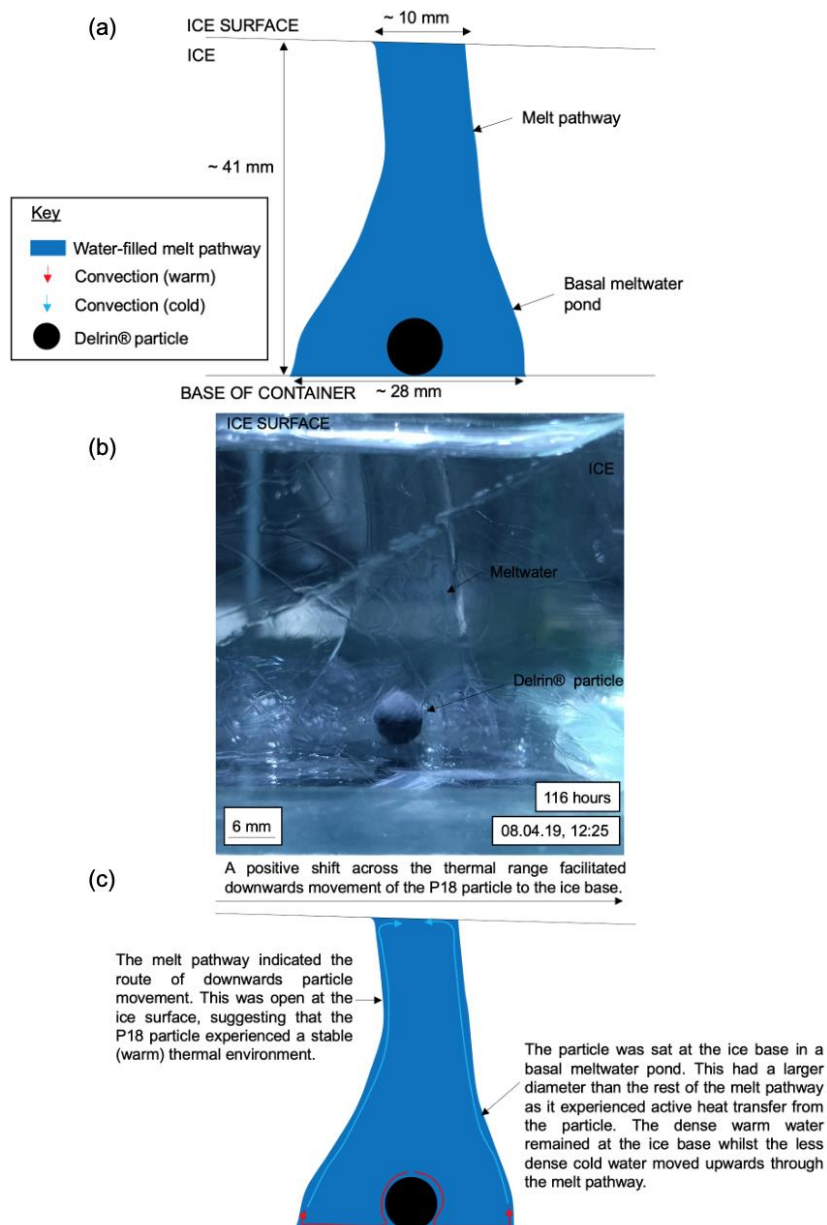 (a)
ICE SURFACE
ICE
~ 10 mm
Melt pathway
~ 41 mm
Key
Water-filled melt pathway
Convection (warm)
Convection (cold)
Delrin® particle
Basal meltwater
pond
BASE OF CONTAINER
~ 28 mm
(b)
ICE SURFACE
ICE
Meltwater
Delrin® particle
116 hours
6 mm
08.04.19, 12:25
A positive shift across the thermal range facilitated
downwards movement of the P18 particle to the ice base.
(c)
The melt pathway indicated the
route of downwards particle
movement. This was open at the
ice surface, suggesting that the
P18 particle experienced a stable
(warm) thermal environment.
The particle was sat at the ice base in a
basal meltwater pond. This had a larger
diameter than the rest of the melt pathway
as it experienced active heat transfer from
the particle. The dense warm water
remained at the ice base whilst the less
dense cold water moved upwards through
the melt pathway.